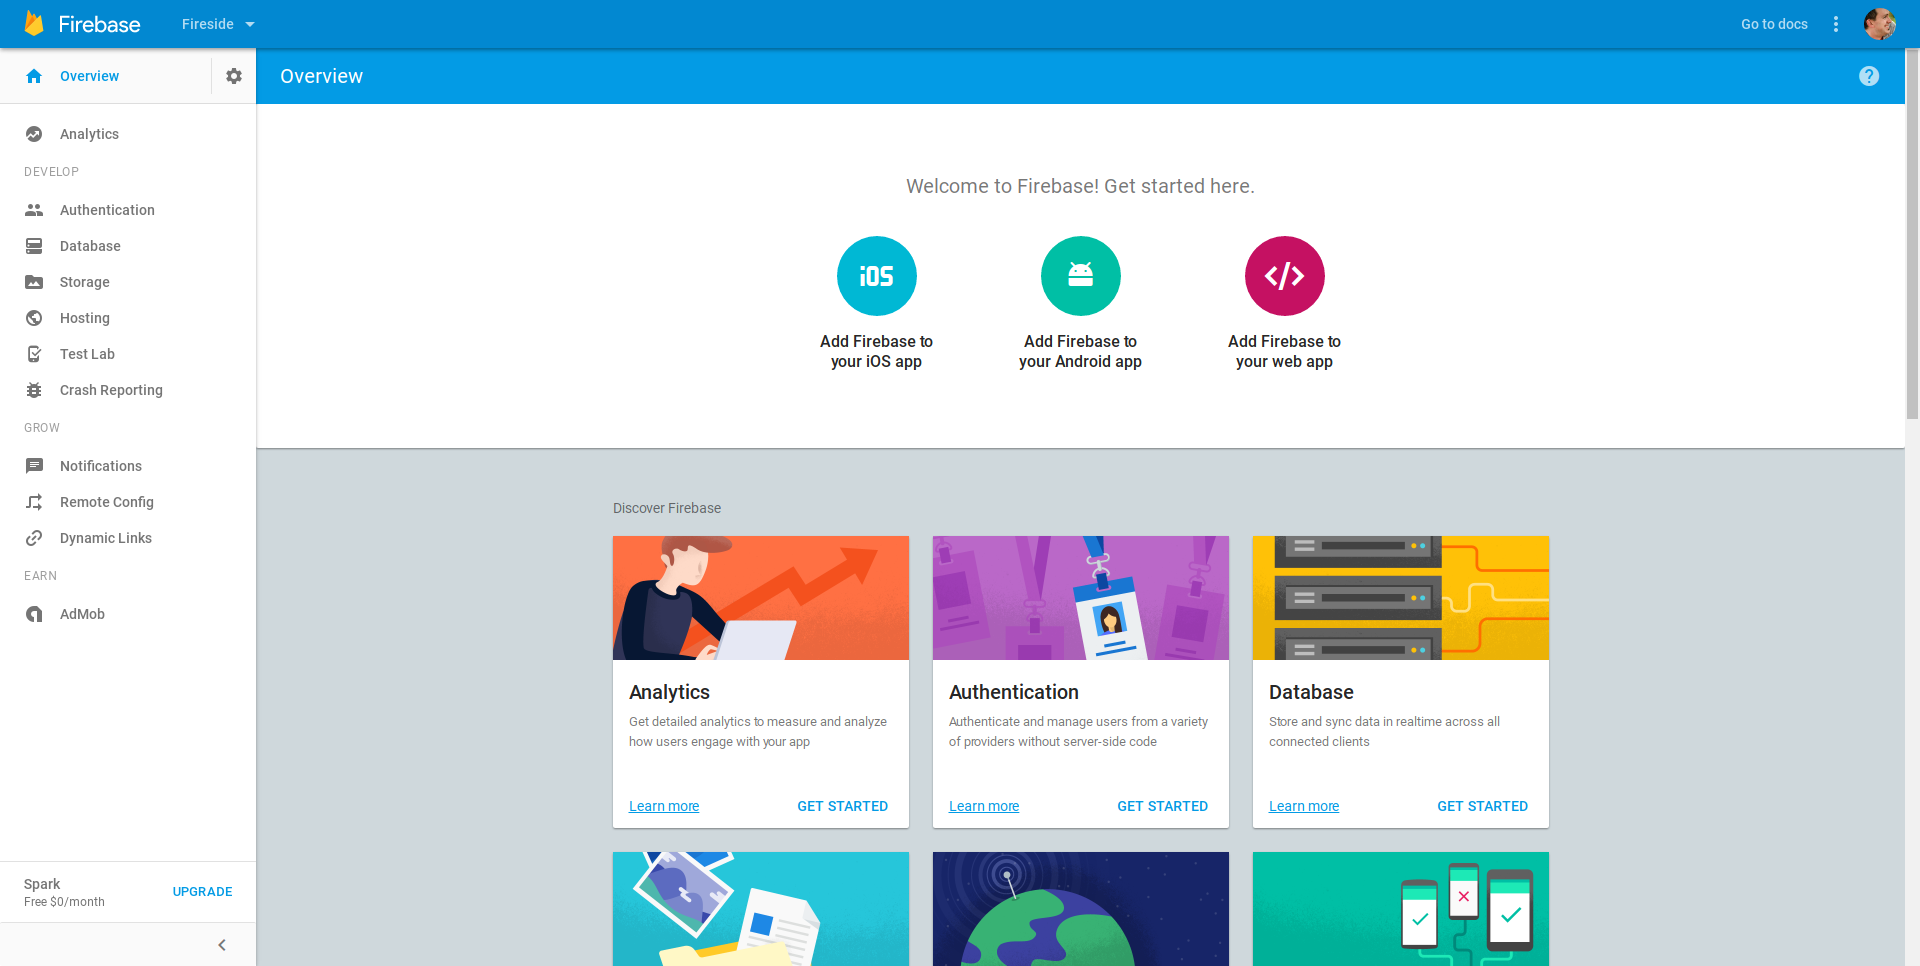 Firebase
Fireside
Go to docs
Overview
Overview
?
Analytics
DEVELOP
Authentication
Database
Storage
Hosting
Test Lab
Crash Reporting
GROW
Notifications
Remote Config
Dynamic Links
EARN
AdMob
Spark
Free $0/month
UPGRADE
Welcome to Firebase! Get started here.
iOS
</>
Add Firebase to
your iOS app
Add Firebase to
your Android app
Add Firebase to
your web app
Discover Firebase
Analytics
Get detailed analytics to measure and analyze
how users engage with your app
Learn more
GET STARTED
Authentication
Authenticate and manage users from a variety
of providers without server-side code
Learn more
GET STARTED
Database
Store and sync data in realtime across all
connected clients
Learn more
GET STARTED